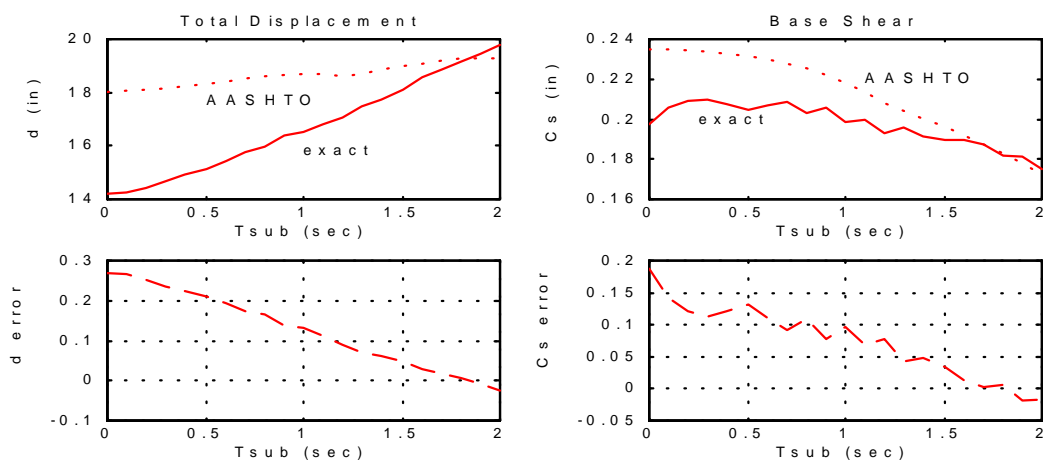 Total Displacement
20
18
16
14
d (in)
AASHTO
exact
0
0.5
1
1.5
2
Tsub (sec)
Base Shear
0.24
0.22
0.2
0.18
0.16
Cs (in)
AASHTO
exact
0
0.5
1
1.5
2
Tsub (sec)
0.3
0.2
0.1
0
-0.1
d error
0
0.5
1
1.5
2
Tsub (sec)
0.2
0.15
0.1
0.05
0
-0.05
Cs error
0
0.5
1
1.5
2
Tsub (sec)